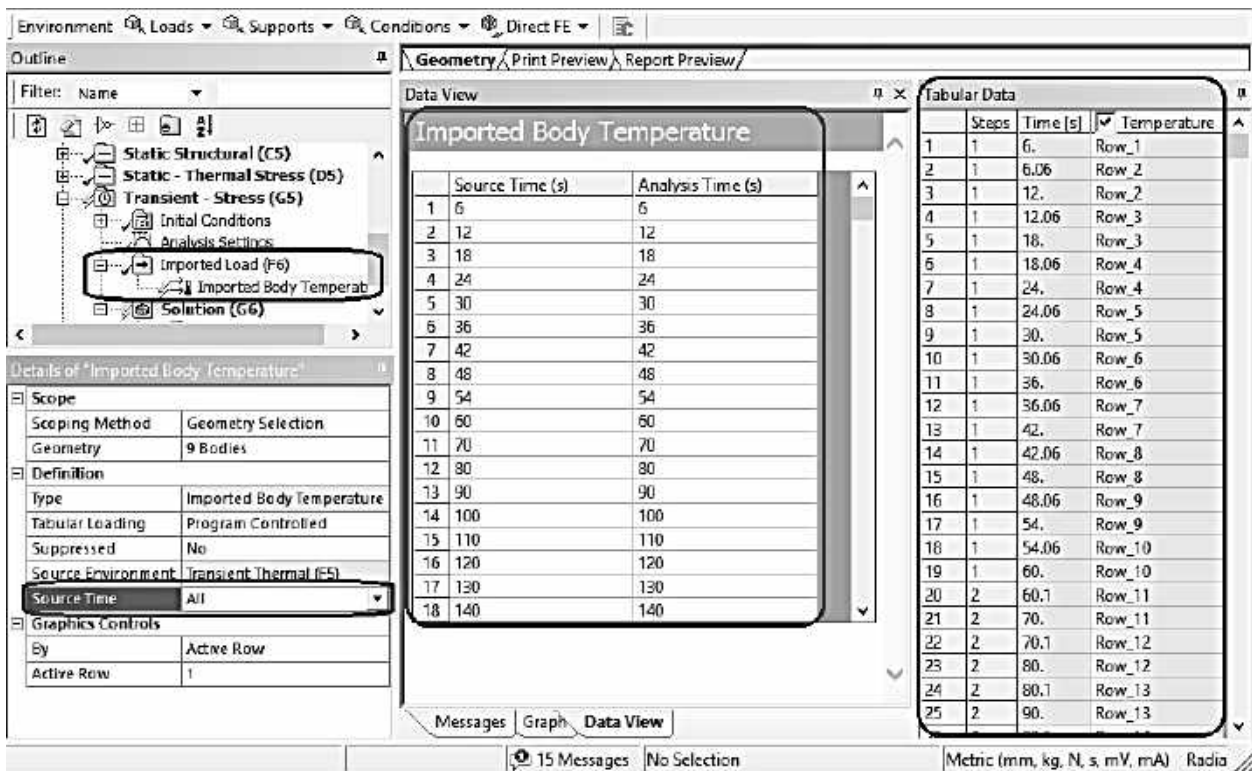 Environment Loads Supports Conditions Direct FE
Outline
Filter: Name
Static Structural (C5)
Static - Thermal Stress (D5)
Transient - Stress (G5)
Initial Conditions
Analysis Settings
Imported Load (F6)
Imported Body Temperat
Solution (G6)
Details of "Imported Body Temperature"
Scope
Scoping Method Geometry Selection
Geometry 9 Bodies
Definition
Type Imported Body Temperature
Tabular Loading Program Controlled
Suppressed No
Source Environment Transient Thermal (F5)
Source Time All
Graphics Controls
By Active Row
Active Row 1
Geometry Print Preview Report Preview
Data View
Imported Body Temperature
Source Time (s) Analysis Time (s)
1 6 6
2 12 12
3 18 18
4 24 24
5 30 30
6 36 36
7 42 42
8 48 48
9 54 54
10 60 60
11 70 70
12 80 80
13 90 90
14 100 100
15 110 110
16 120 120
17 130 130
18 140 140
Messages Graph Data View
Tabular Data
Steps Time [s] Temperature
1 1 6. Row_1
2 1 6.06 Row_2
3 1 12. Row_2
4 1 12.06 Row_3
5 1 18. Row_3
6 1 18.06 Row_4
7 1 24. Row_4
8 1 24.06 Row_5
9 1 30. Row_5
10 1 30.06 Row_6
11 1 36. Row_6
12 1 36.06 Row_7
13 1 42. Row_7
14 1 42.06 Row_8
15 1 48. Row_8
16 1 48.06 Row_9
17 1 54. Row_9
18 1 54.06 Row_10
19 1 60. Row_10
20 2 60.1 Row_11
21 2 70. Row_11
22 2 70.1 Row_12
23 2 80. Row_12
24 2 80.1 Row_13
25 2 90. Row_13
15 Messages No Selection Metric (mm, kg, N, s, mV, mA) Radia